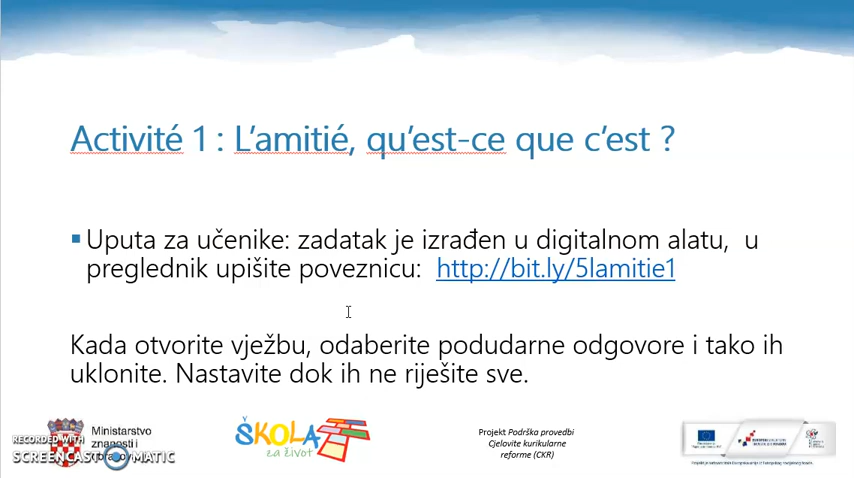 Activité 1 : L'amitié, qu'est-ce que c'est ?
Uputa za učenike: zadatak je izrađen u digitalnom alatu, u
preglednik upišite poveznicu: http://bit.ly/5lamitie1
Kada otvorite vježbu, odaberite podudarne odgovore i tako ih
uklonite. Nastavite dok ih ne riješite sve.
Ministarstvo
znanosti i
RECORDED WITH
SCREENCAST MATIC
ŠKOLA
za život
Projekt Podrška provedbi
Cjelovite kurikularne
reforme (CKR)